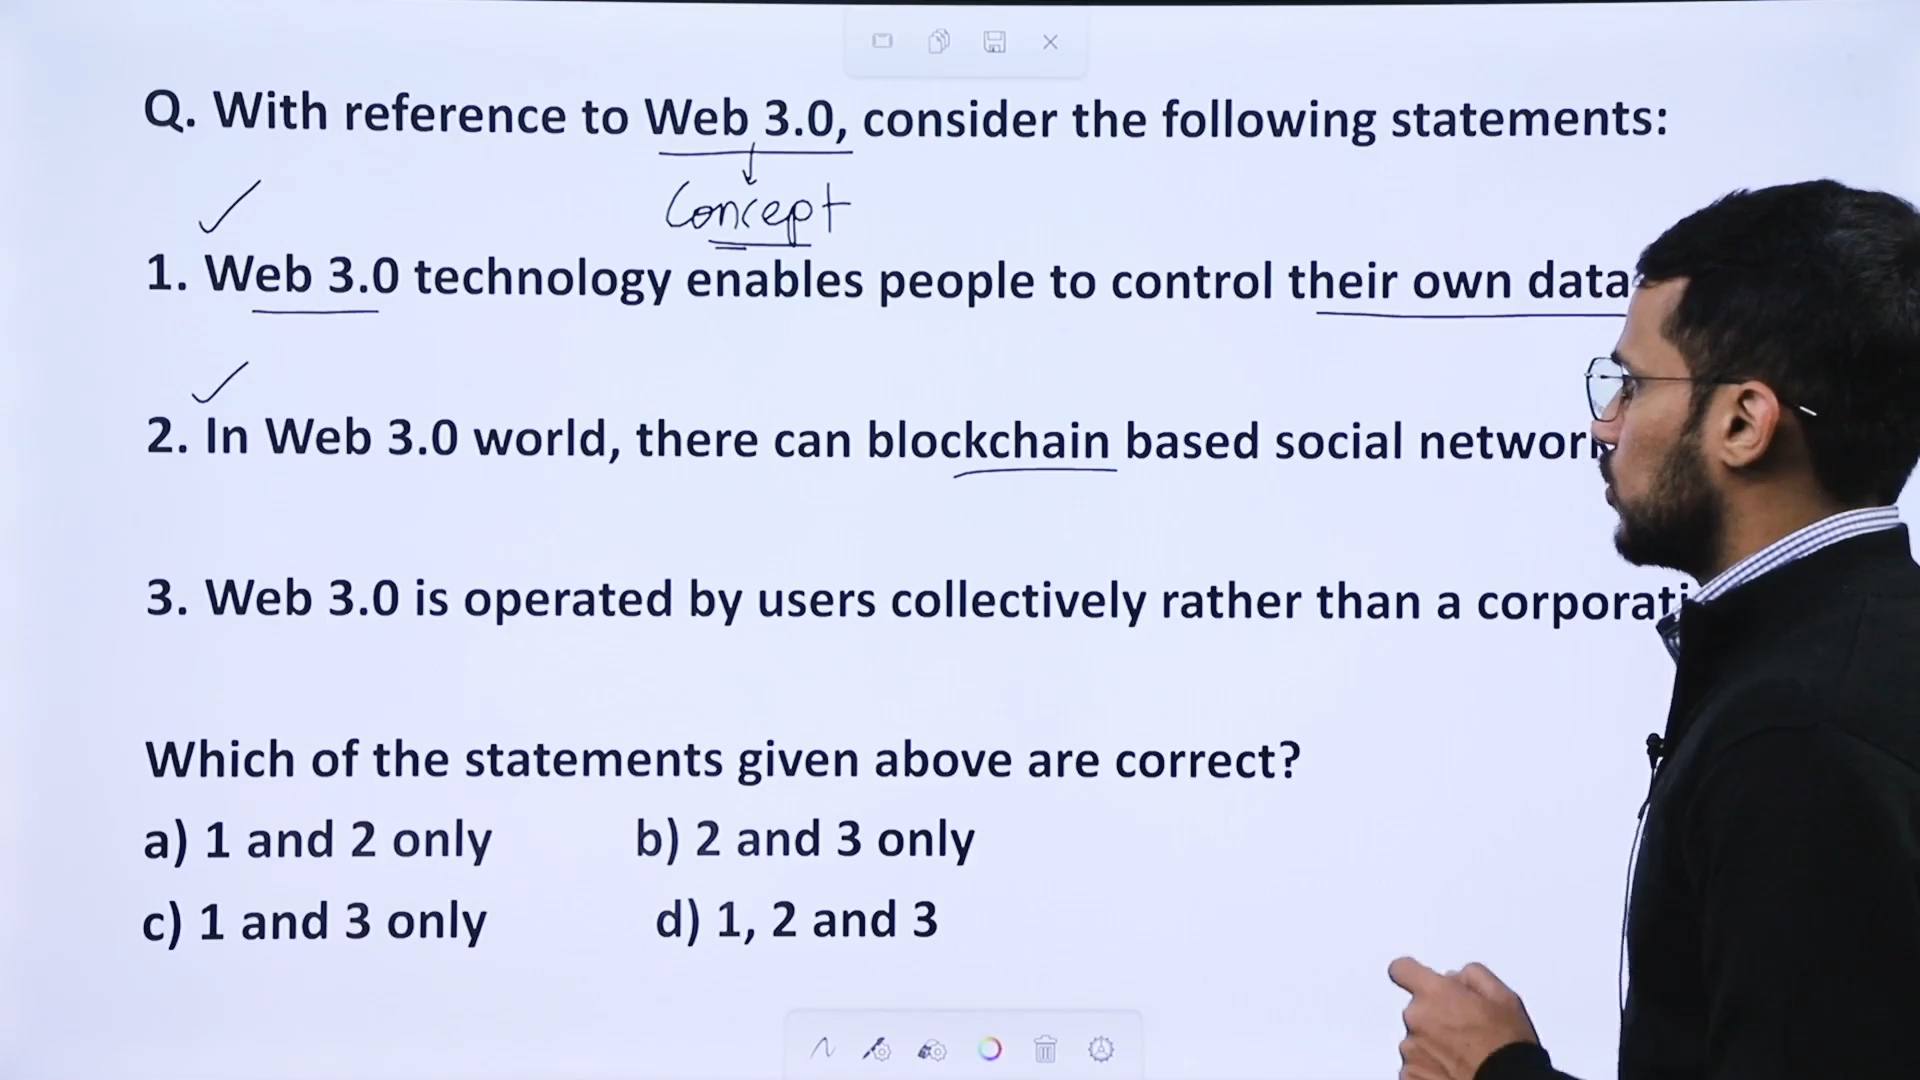 Q. With reference to Web 3.0, consider the following statements:
Concept
1. Web 3.0 technology enables people to control their own data
2. In Web 3.0 world, there can blockchain based social
3. Web 3.0 is operated by users collectively rather than a
Which of the statements given above are correct?
a) 1 and 2 only b) 2 and 3 only
c) 1 and 3 only d) 1, 2 and 3